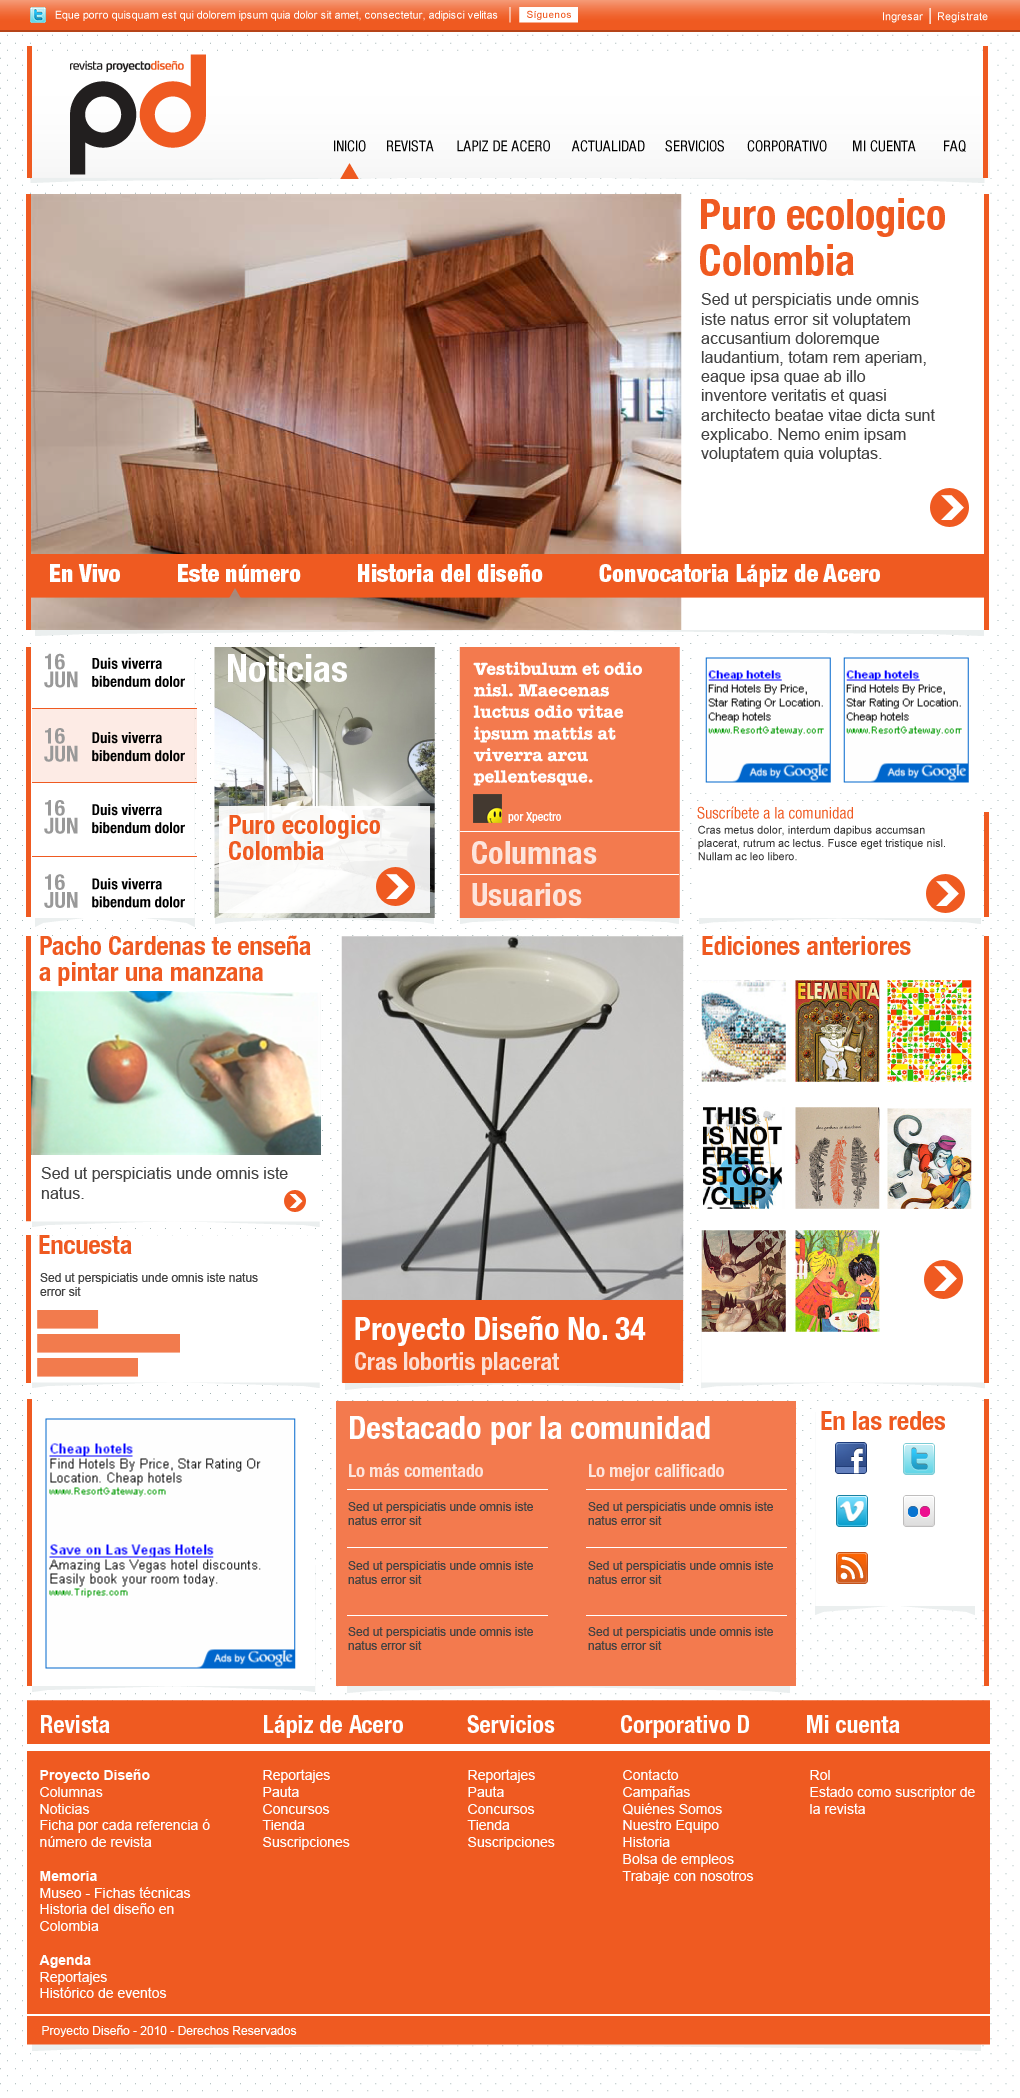 Eque porro quisquam est qui dolorem ipsum quia dolor sit amet, consectetur, adipisci velitas
Síguenos
Ingresar | Regístrate
revista proyectodiseño
pd
INICIO REVISTA LAPIZ DE ACERO ACTUALIDAD SERVICIOS CORPORATIVO MI CUENTA FAQ
Puro ecologico
Colombia
Sed ut perspiciatis unde omnis
iste natus error sit voluptatem
accusantium doloremque
laudantium, totam rem aperiam,
eaque ipsa quae ab illo
inventore veritatis et quasi
architecto beatae vitae dicta sunt
explicabo. Nemo enim ipsam
voluptatem quia voluptas.
En Vivo Este número Historia del diseño Convocatoria Lápiz de Acero
16
JUN
Duis viverra
bibendum dolor
16
JUN
Duis viverra
bibendum dolor
16
JUN
Duis viverra
bibendum dolor
16
JUN
Duis viverra
bibendum dolor
Noticias
Puro ecologico
Colombia
Vestibulum et odio
nisl. Maecenas
luctus odio vitae
ipsum mattis at
viverra arcu
pellentesque.
por Xpectro
Columnas
Usuarios
Cheap hotels
Find Hotels By Price,
Star Rating Or Location.
Cheap hotels
www.ResortGateway.com
Ads by Google
Cheap hotels
Find Hotels By Price,
Star Rating Or Location.
Cheap hotels
www.ResortGateway.com
Ads by Google
Suscríbete a la comunidad
Cras metus dolor, interdum dapibus accumsan
placerat, rutrum ac lectus. Fusce eget tristique nisl.
Nullam ac leo libero.
Pacho Cardenas te enseña
a pintar una manzana
Sed ut perspiciatis unde omnis iste
natus.
Encuesta
Sed ut perspiciatis unde omnis iste natus
error sit
Proyecto Diseño No. 34
Cras lobortis placerat
Ediciones anteriores
ELEMENTA
THIS
IS NOT
FREE
STOCK
/CLIP
Cheap hotels
Find Hotels By Price, Star Rating Or
Location. Cheap hotels
www.ResortGateway.com
Save on Las Vegas Hotels
Amazing Las Vegas hotel discounts.
Easily book your room today.
www.Tripres.com
Ads by Google
Destacado por la comunidad
Lo más comentado
Sed ut perspiciatis unde omnis iste
natus error sit
Sed ut perspiciatis unde omnis iste
natus error sit
Sed ut perspiciatis unde omnis iste
natus error sit
Lo mejor calificado
Sed ut perspiciatis unde omnis iste
natus error sit
Sed ut perspiciatis unde omnis iste
natus error sit
Sed ut perspiciatis unde omnis iste
natus error sit
En las redes
Revista
Lápiz de Acero
Servicios
Corporativo D
Mi cuenta
Proyecto Diseño
Columnas
Noticias
Ficha por cada referencia ó
número de revista
Memoria
Museo - Fichas técnicas
Historia del diseño en
Colombia
Agenda
Reportajes
Histórico de eventos
Reportajes
Pauta
Concursos
Tienda
Suscripciones
Reportajes
Pauta
Concursos
Tienda
Suscripciones
Contacto
Campañas
Quiénes Somos
Nuestro Equipo
Historia
Bolsa de empleos
Trabaje con nosotros
Rol
Estado como suscriptor de
la revista
Proyecto Diseño - 2010 - Derechos Reservados